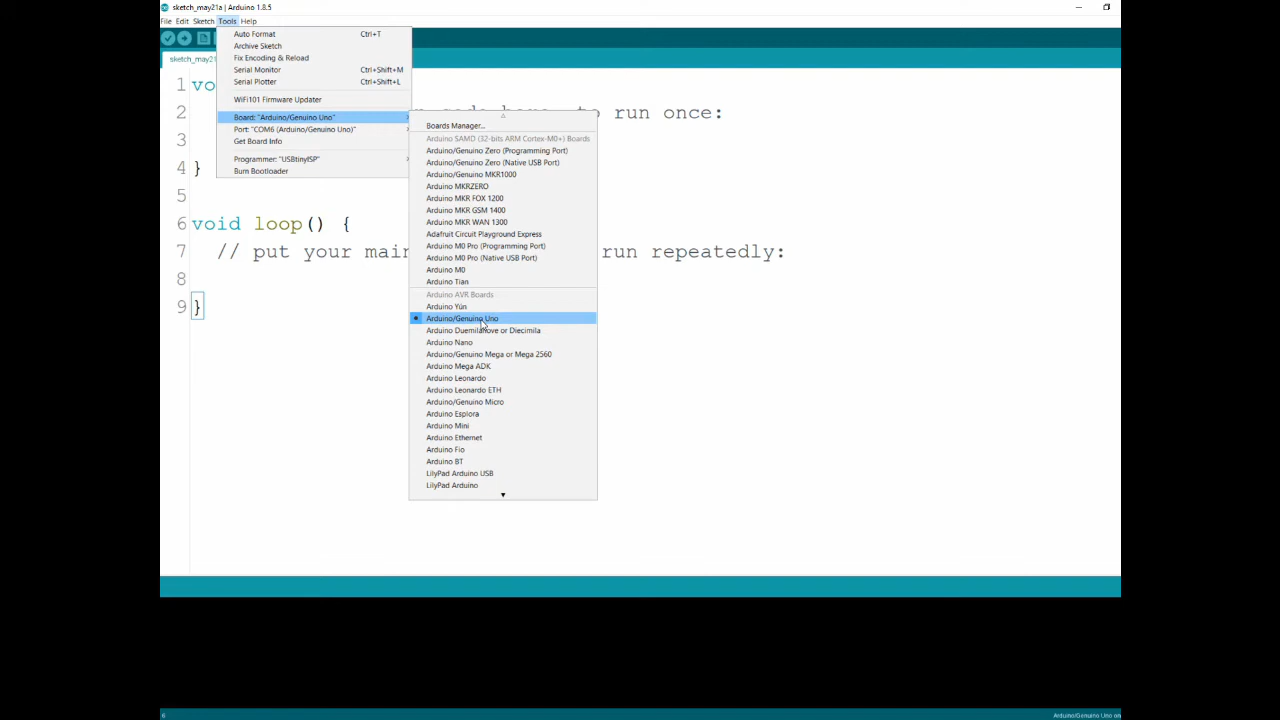 sketch_may21a | Arduino 1.8.5
File Edit Sketch Tools Help
sketch_may21
Auto Format Ctrl+T
Archive Sketch
Fix Encoding & Reload
Serial Monitor Ctrl+Shift+M
Serial Plotter Ctrl+Shift+L
WiFi101 Firmware Updater
Board: "Arduino/Genuino Uno"
Port: "COM6 (Arduino/Genuino Uno)"
Get Board Info
Programmer: "USBtinyISP"
Burn Bootloader
Boards Manager...
Arduino SAMD (32-bits ARM Cortex-M0+) Boards
Arduino/Genuino Zero (Programming Port)
Arduino/Genuino Zero (Native USB Port)
Arduino/Genuino MKR1000
Arduino MKRZERO
Arduino MKR FOX 1200
Arduino MKR GSM 1400
Arduino MKR WAN 1300
Adafruit Circuit Playground Express
Arduino M0 Pro (Programming Port)
Arduino M0 Pro (Native USB Port)
Arduino M0
Arduino Tian
Arduino AVR Boards
Arduino Yún
Arduino/Genuino Uno
Arduino Duemilanove or Diecimila
Arduino Nano
Arduino/Genuino Mega or Mega 2560
Arduino Mega ADK
Arduino Leonardo
Arduino Leonardo ETH
Arduino/Genuino Micro
Arduino Esplora
Arduino Mini
Arduino Ethernet
Arduino Fio
Arduino BT
LilyPad Arduino USB
LilyPad Arduino
1 vo
2 to run once:
3
4 }
5
6 void loop() {
7 // put your main run repeatedly:
8
9 }
6 Arduino/Genuino Uno on